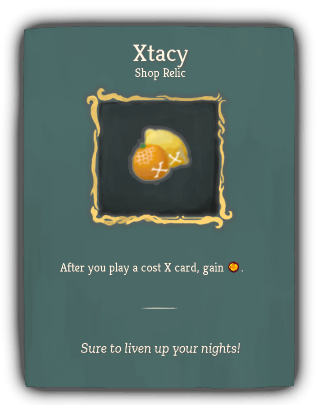 Xtacy
Shop Relic
After you play a cost X card, gain .
Sure to liven up your nights!